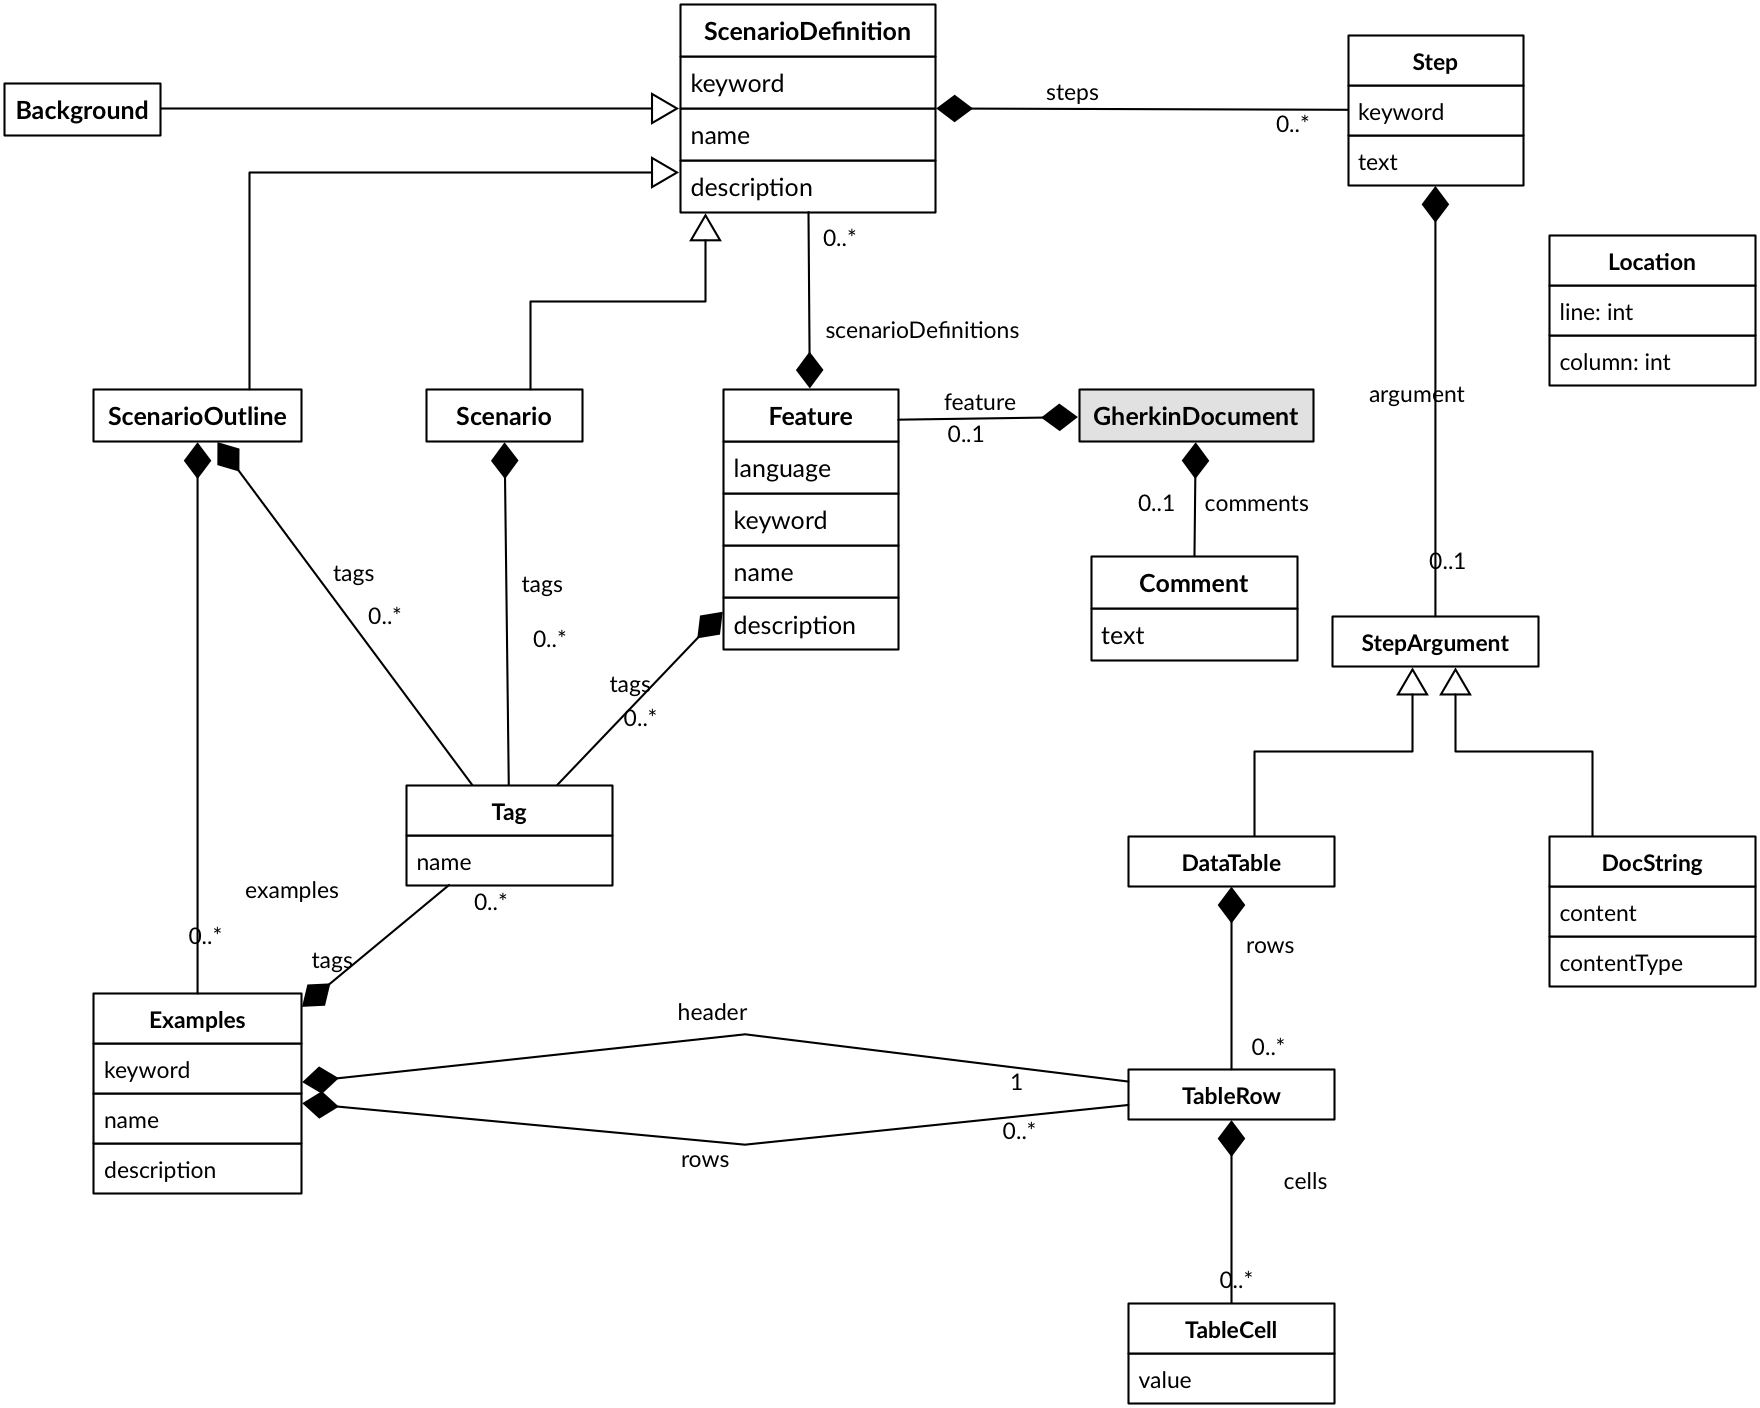 ScenarioDefinition
keyword
name
description
Background
steps
0..*
Step
keyword
text
0..*
scenarioDefinitions
Location
line: int
column: int
argument
0..1
ScenarioOutline
Scenario
Feature
language
keyword
name
description
feature
0..1
GherkinDocument
0..1
comments
Comment
text
tags
0..*
tags
0..*
tags
0..*
StepArgument
Tag
name
0..*
examples
0..*
tags
DataTable
DocString
content
contentType
rows
0..*
Examples
keyword
name
description
header
1
rows
0..*
TableRow
cells
0..*
TableCell
value